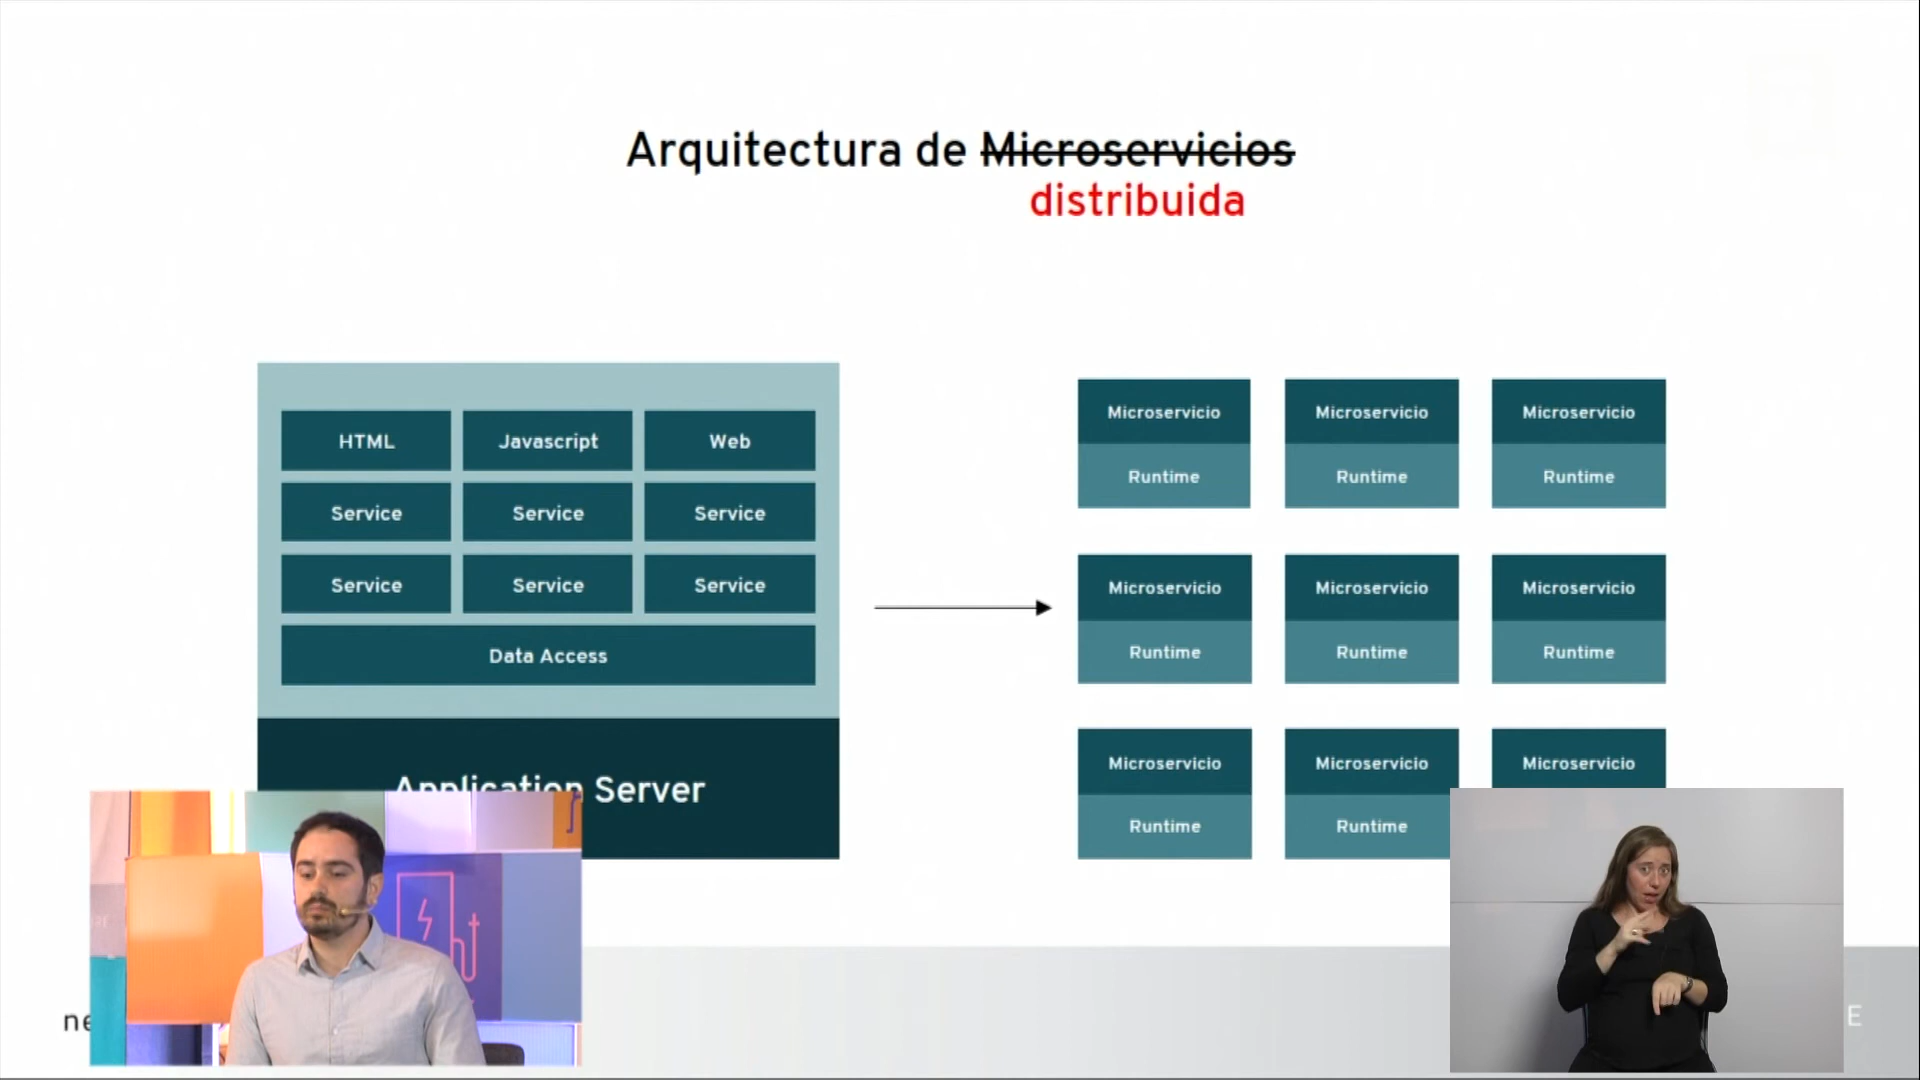 Arquitectura de Microservicios
distribuida
HTML Javascript Web
Service Service Service
Service Service Service
Data Access
Application Server
Microservicio Microservicio Microservicio
Runtime Runtime Runtime
Microservicio Microservicio Microservicio
Runtime Runtime Runtime
Microservicio Microservicio Microservicio
Runtime Runtime